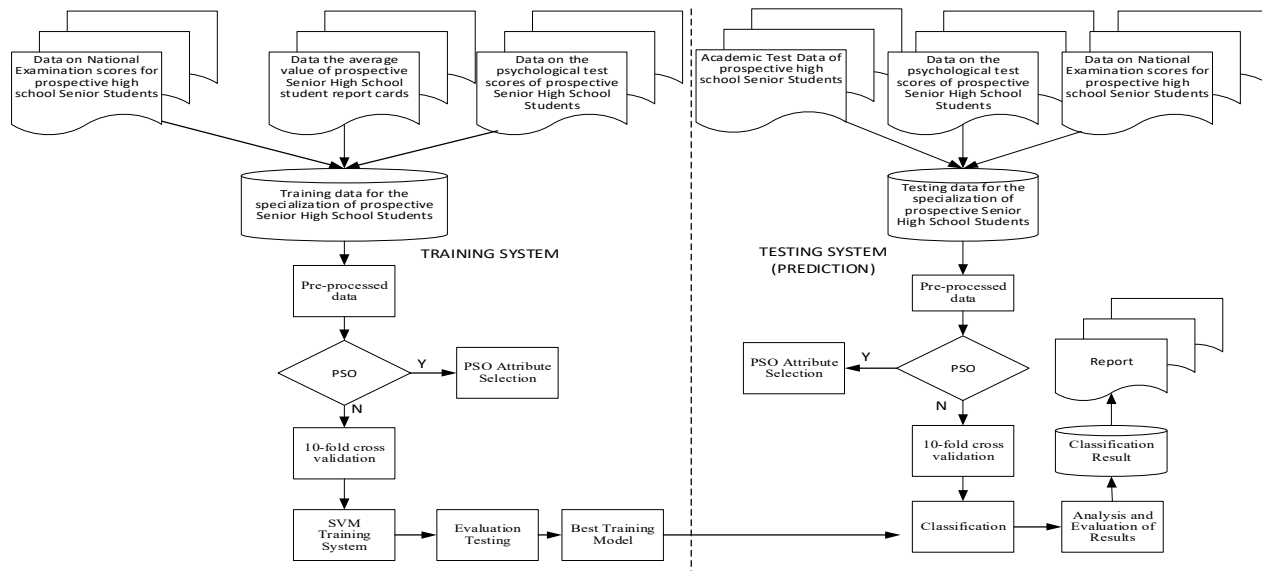 Data on National
Examination scores for
prospective high
school Senior Students
Data the average
value of prospective
Senior High School
student report cards
Data on the
psychological test
scores of prospective
Senior High School
Students
Training data for the
specialization of prospective
Senior High School Students
TRAINING SYSTEM
Pre-processed
data
PSO
Y
PSO Attribute
Selection
N
10-fold cross
validation
SVM
Training
System
Evaluation
Testing
Best Training
Model
Academic Test Data of
prospective high
school Senior Students
Data on the
psychological test
scores of prospective
Senior High School
Students
Data on National
Examination scores for
prospective high
school Senior Students
Testing data for the
specialization of
prospective Senior
High School Students
TESTING SYSTEM
(PREDICTION)
Pre-processed
data
PSO
Y
PSO Attribute
Selection
N
10-fold cross
validation
Classification
Analysis and
Evaluation of
Results
Classification
Result
Report